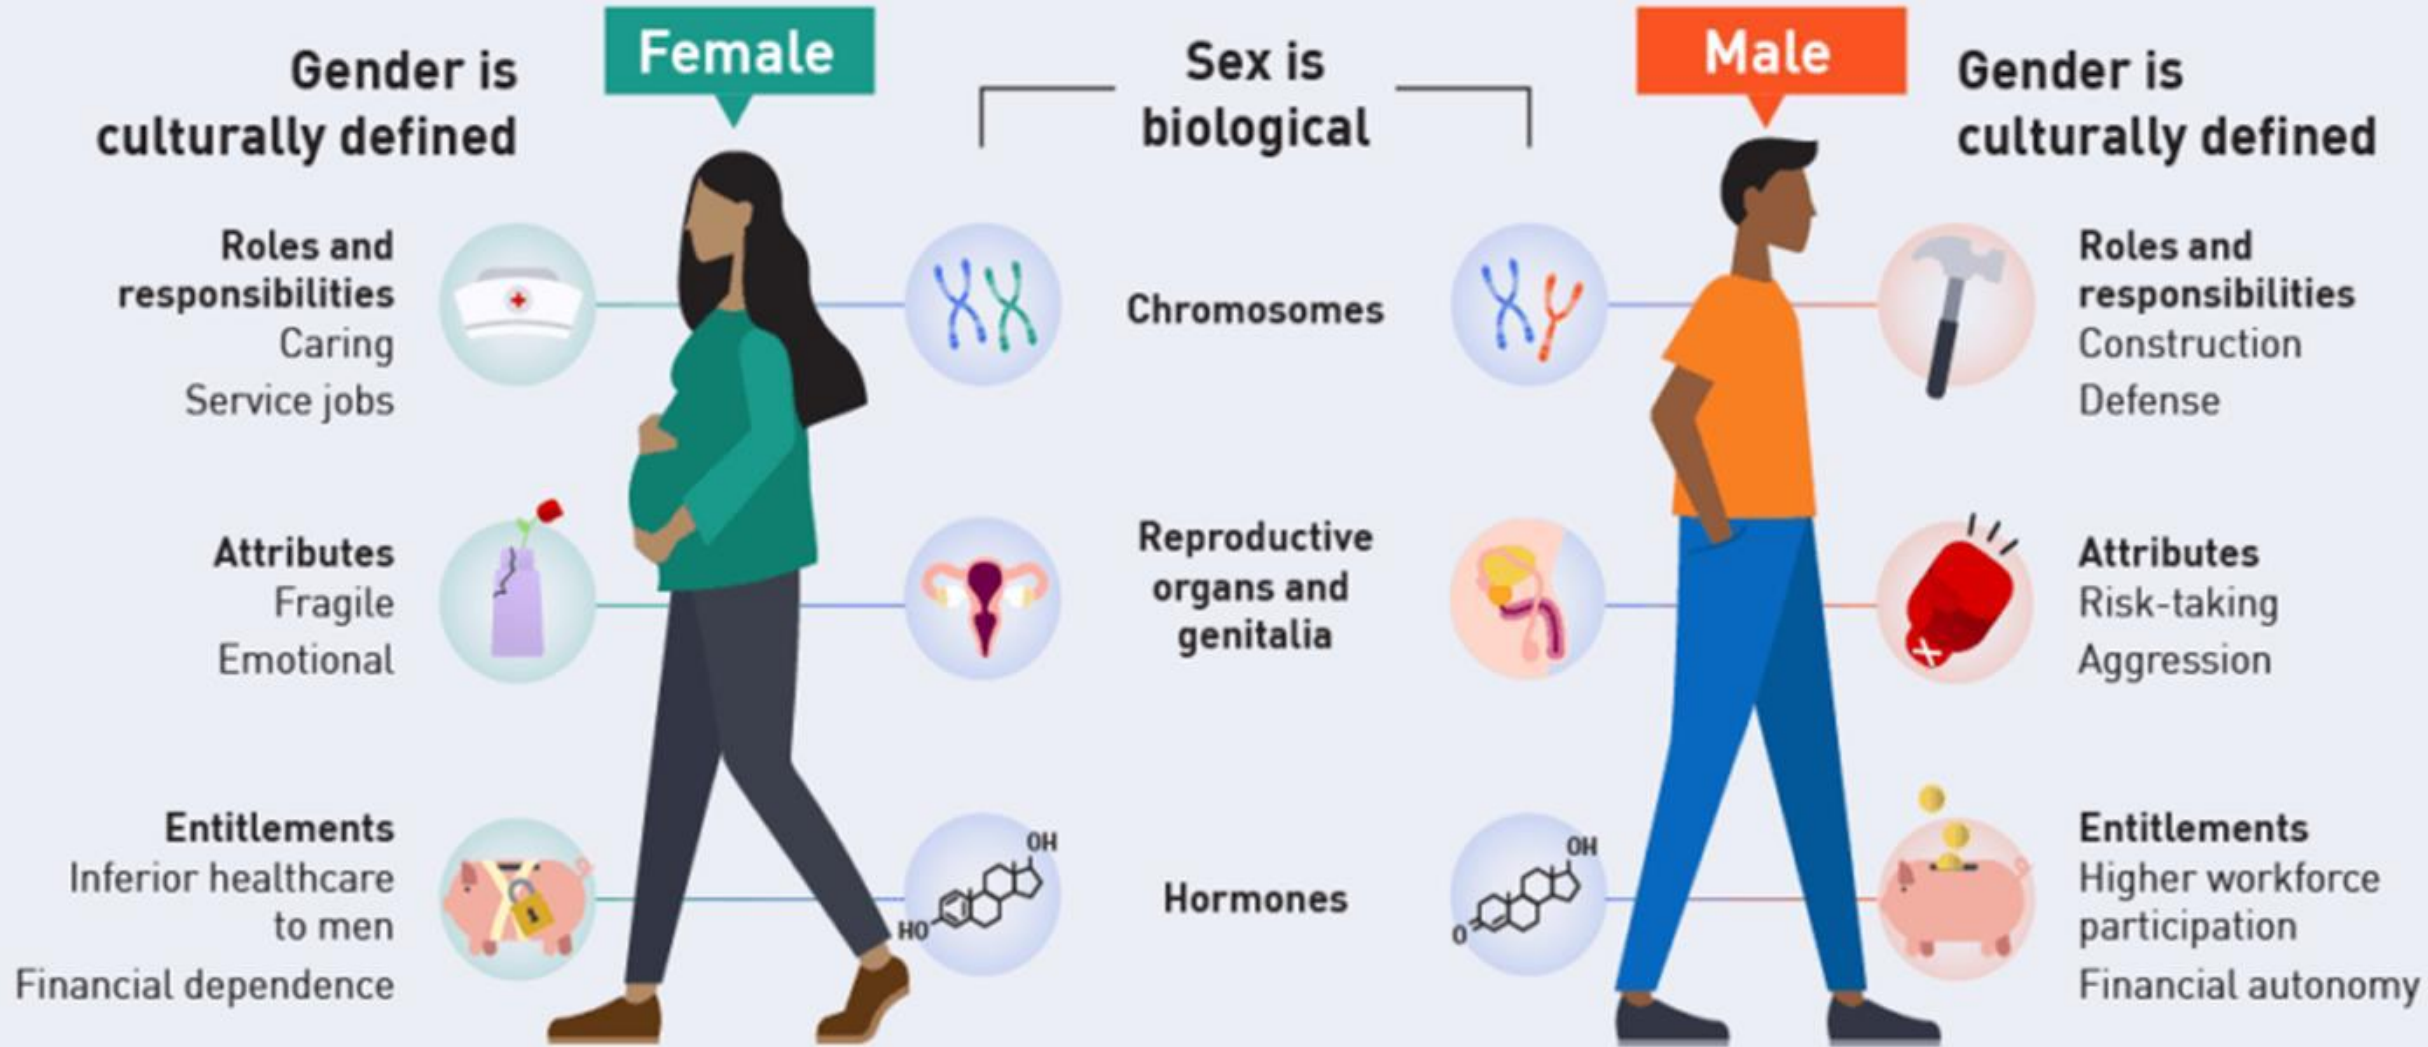 Gender is
culturally defined
Female
Sex is
biological
Male
Gender is
culturally defined
Roles and
responsibilities
Caring
Service jobs
Chromosomes
Roles and
responsibilities
Construction
Defense
Attributes
Fragile
Emotional
Reproductive
organs and
genitalia
Attributes
Risk-taking
Aggression
Entitlements
Inferior healthcare
to men
Financial dependence
OH
HO
Hormones
OH
O
Entitlements
Higher workforce
participation
Financial autonomy